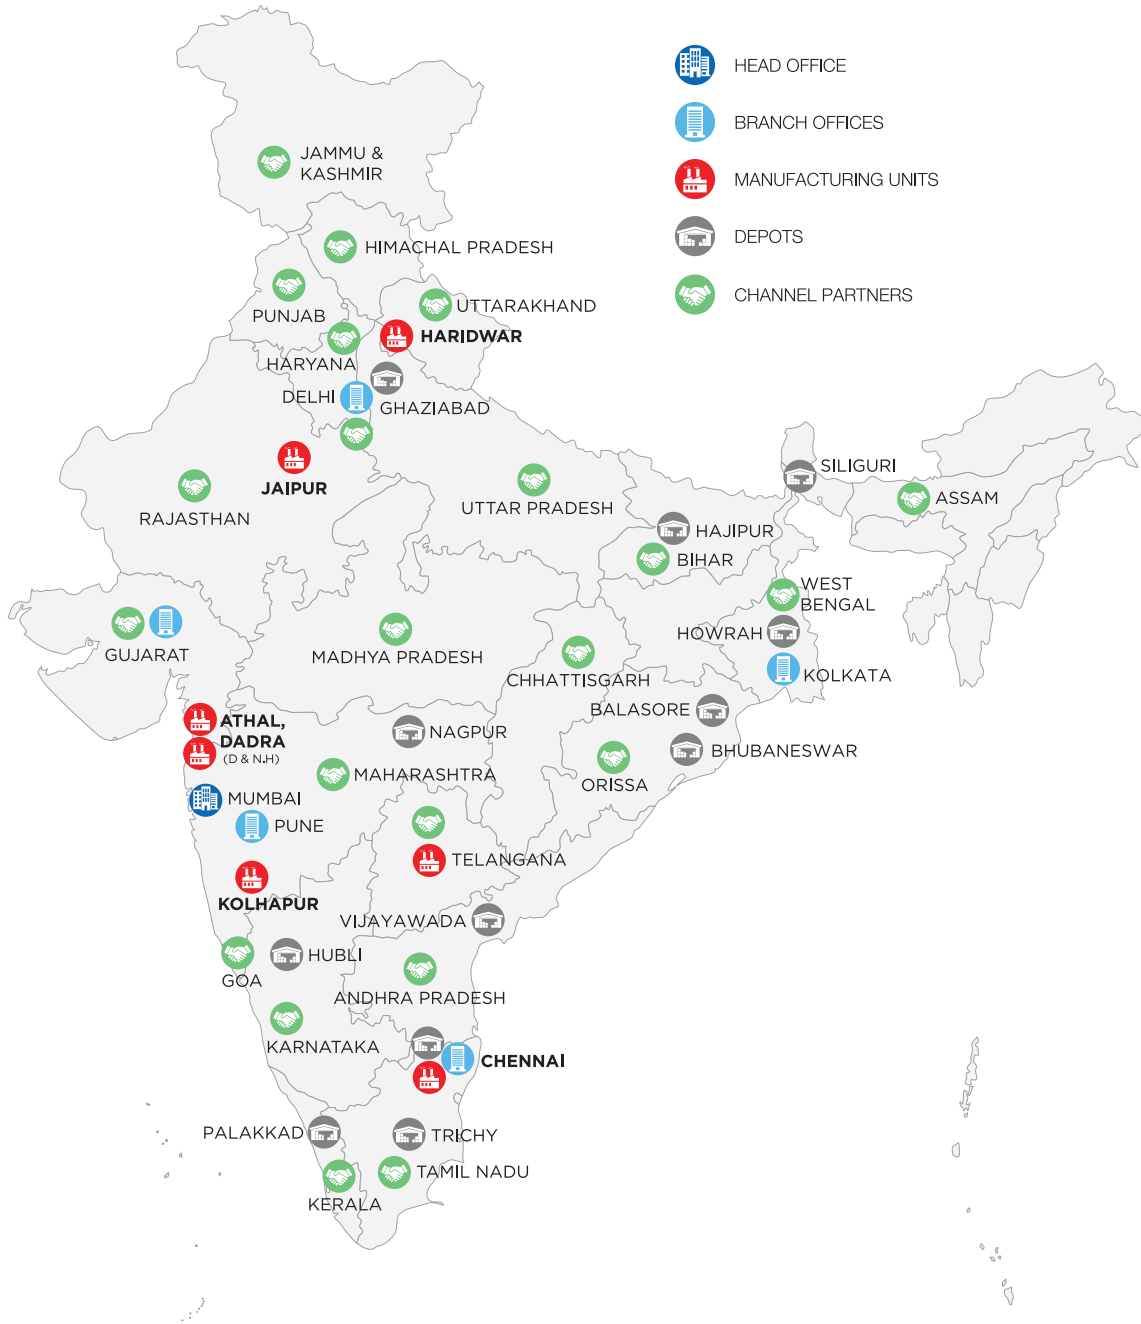 HEAD OFFICE
BRANCH OFFICES
MANUFACTURING UNITS
DEPOTS
CHANNEL PARTNERS
JAMMU &
KASHMIR
HIMACHAL PRADESH
PUNJAB
UTTARAKHAND
HARIDWAR
HARYANA
DELHI
GHAZIABAD
JAIPUR
RAJASTHAN
UTTAR PRADESH
SILIGURI
ASSAM
HAJIPUR
BIHAR
WEST
BENGAL
HOWRAH
KOLKATA
GUJARAT
MADHYA PRADESH
CHHATTISGARH
BALASORE
BHUBANESWAR
ORISSA
ATHAL,
DADRA
(D & N.H)
NAGPUR
MAHARASHTRA
MUMBAI
PUNE
TELANGANA
KOLHAPUR
VIJAYAWADA
HUBLI
GOA
ANDHRA PRADESH
KARNATAKA
CHENNAI
PALAKKAD
TRICHY
TAMIL NADU
KERALA